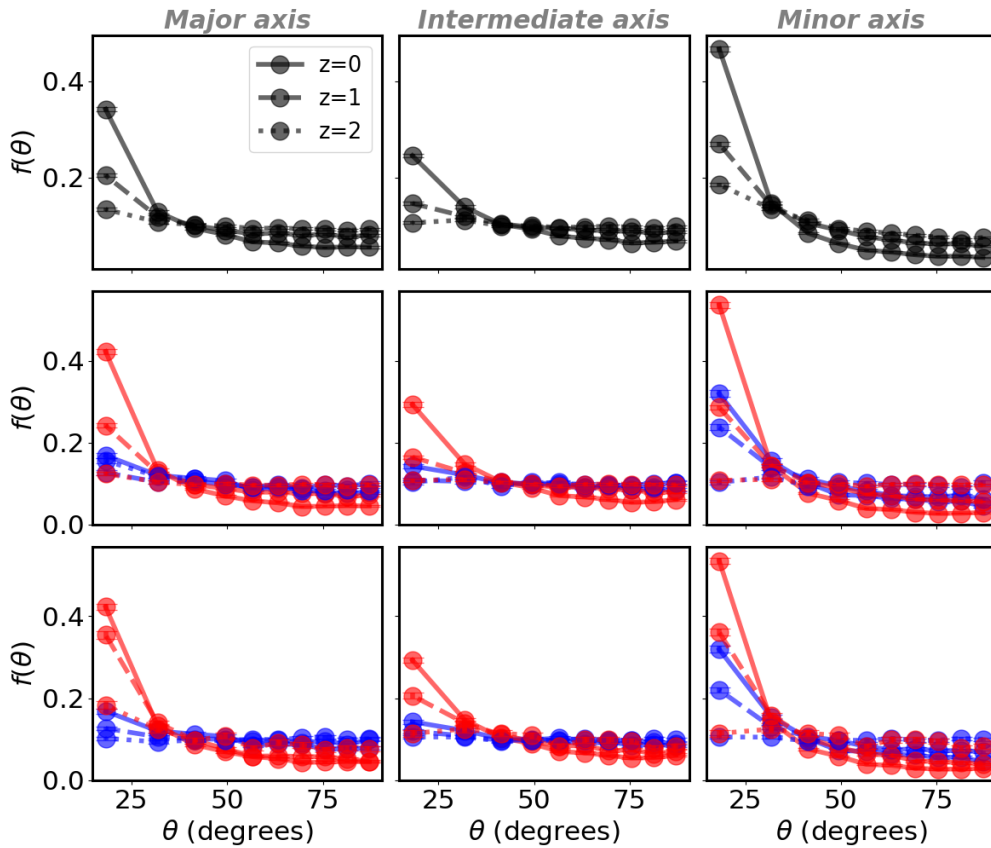 Major axis Intermediate axis Minor axis
z=0
z=1
z=2
f(θ)
0.4
0.2
f(θ)
0.4
0.2
0.0
f(θ)
0.4
0.2
0.0
25 50 75 25 50 75 25 50 75
θ (degrees) θ (degrees) θ (degrees)